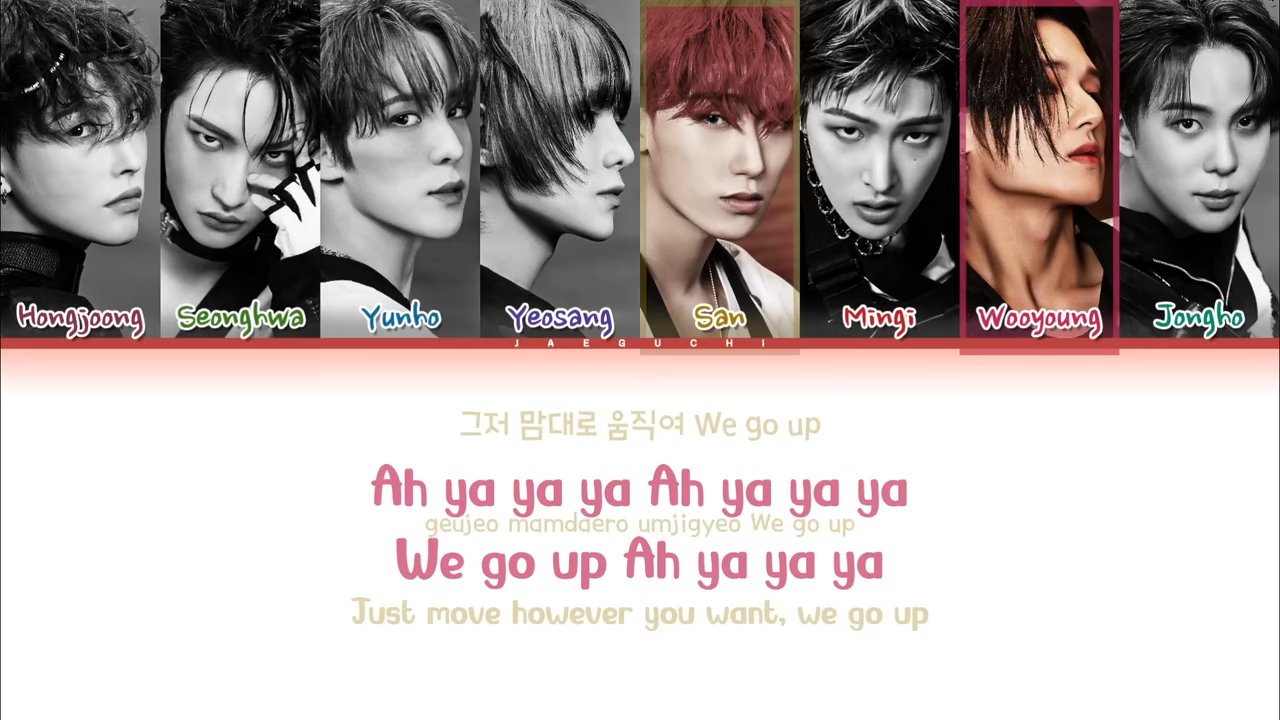 Hongjoong Seonghwa Yunho Yeosang San Mingi Wooyoung Jongho
JAEGUCHI
그저 맘대로 움직여 We go up
Ah ya ya ya Ah ya ya ya
geujeo mamdaero umjigyeo We go up
We go up Ah ya ya ya
Just move however you want, we go up